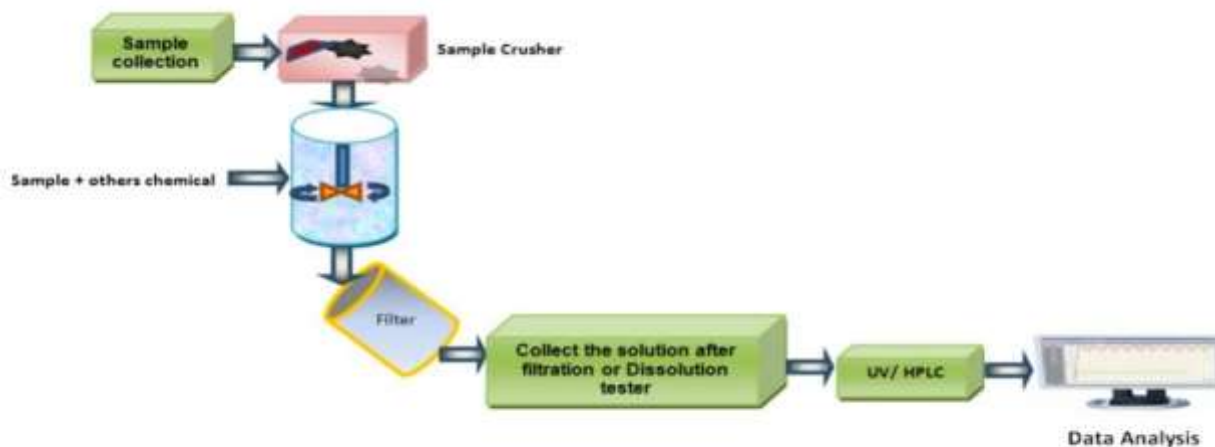 Sample
collection
Sample Crusher
Sample + others chemical
Filter
Collect the solution after
filtration or Dissolution
tester
UV/ HPLC
Data Analysis